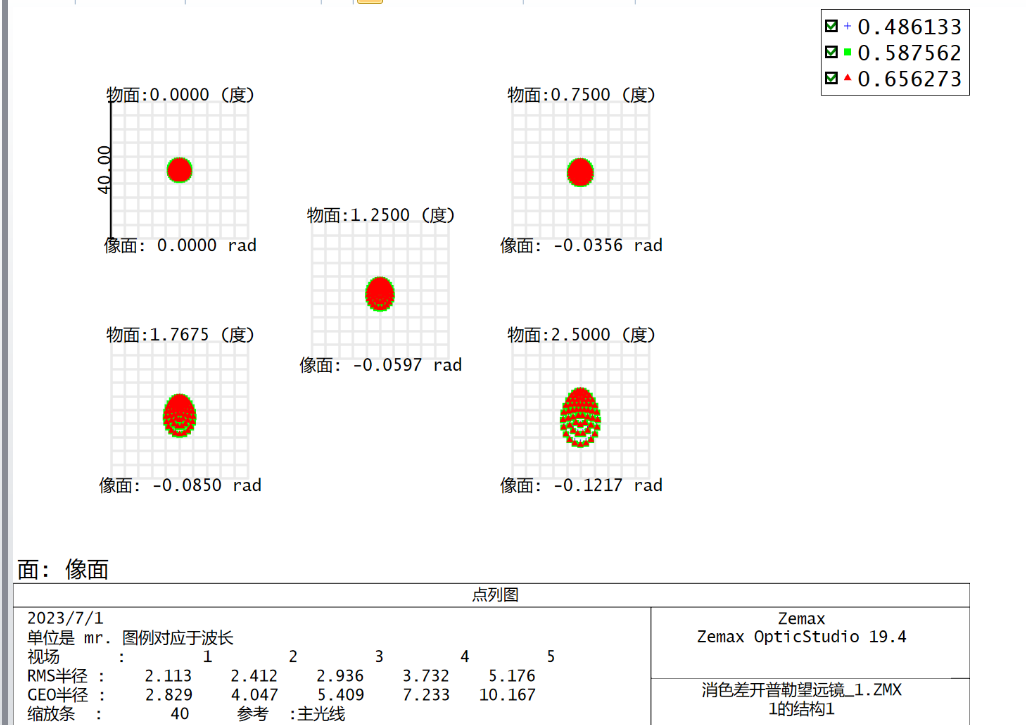 0.486133
0.587562
0.656273
物面:0.0000 (度)
物面:0.7500 (度)
40.00
像面: 0.0000 rad
像面: -0.0356 rad
物面:1.2500 (度)
像面: -0.0597 rad
物面:1.7675 (度)
物面:2.5000 (度)
像面: -0.0850 rad
像面: -0.1217 rad
面: 像面
点列图
2023/7/1
单位是 mr. 图例对应于波长
视场 : 1 2 3 4 5
RMS半径 : 2.113 2.412 2.936 3.732 5.176
GEO半径 : 2.829 4.047 5.409 7.233 10.167
缩放条 : 40 参考 :主光线
Zemax
Zemax OpticStudio 19.4
消色差开普勒望远镜_1.ZMX
1的结构1